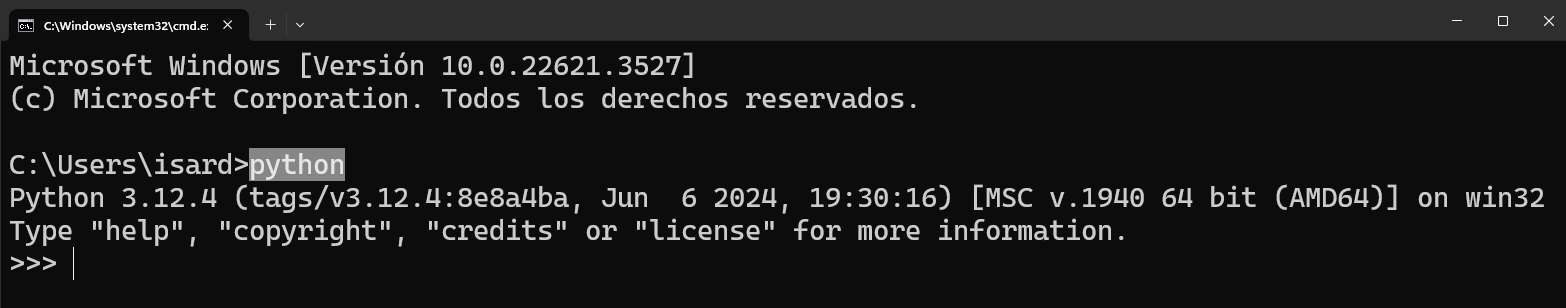 C:\Windows\system32\cmd.e
Microsoft Windows [Versión 10.0.22621.3527]
(c) Microsoft Corporation. Todos los derechos reservados.
C:\Users\isard>python
Python 3.12.4 (tags/v3.12.4:8e8a4ba, Jun  6 2024, 19:30:16) [MSC v.1940 64 bit (AMD64)] on win32
Type "help", "copyright", "credits" or "license" for more information.
>>>